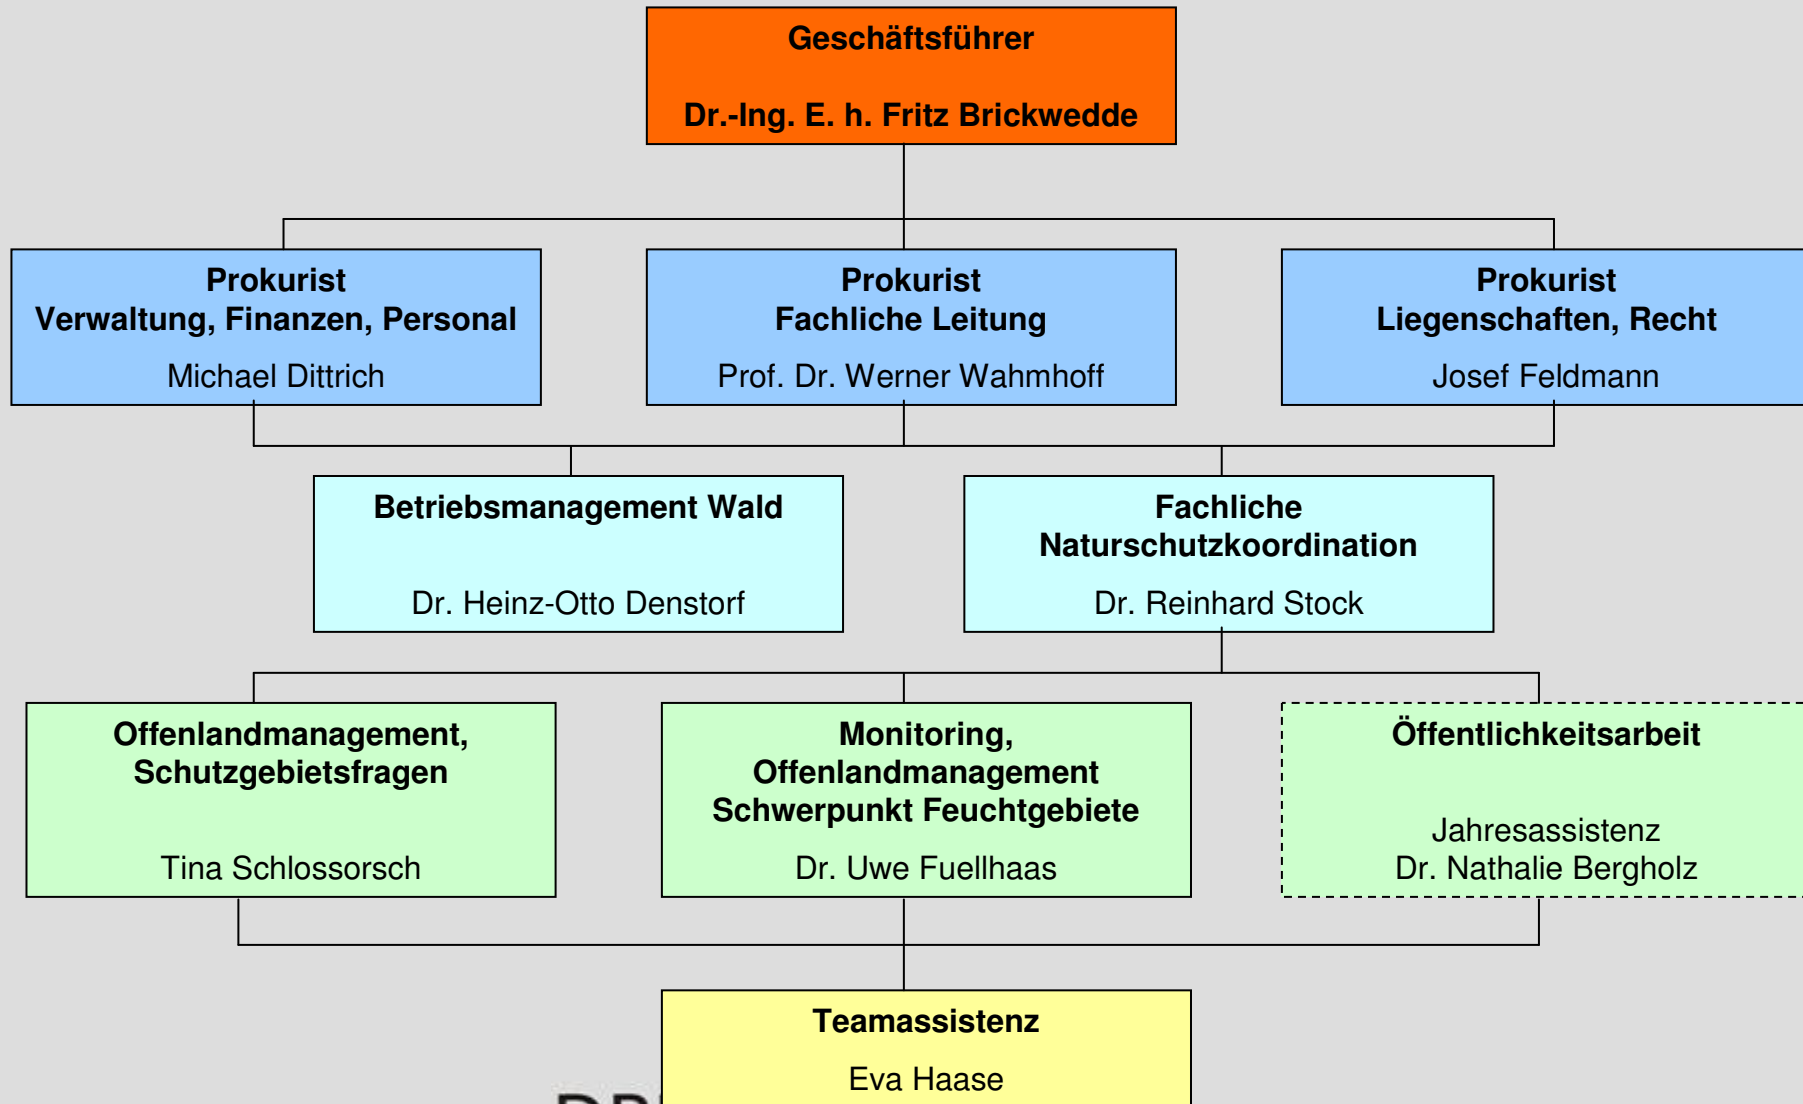 Geschäftsführer
Dr.-Ing. E. h. Fritz Brickwedde
Prokurist
Verwaltung, Finanzen, Personal
Michael Dittrich
Prokurist
Fachliche Leitung
Prof. Dr. Werner Wahmhoff
Prokurist
Liegenschaften, Recht
Josef Feldmann
Betriebsmanagement Wald
Dr. Heinz-Otto Denstorf
Fachliche
Naturschutzkoordination
Dr. Reinhard Stock
Offenlandmanagement,
Schutzgebietsfragen
Tina Schlossorsch
Monitoring,
Offenlandmanagement
Schwerpunkt Feuchtgebiete
Dr. Uwe Fuellhaas
Öffentlichkeitsarbeit
Jahresassistenz
Dr. Nathalie Bergholz
Teamassistenz
Eva Haase